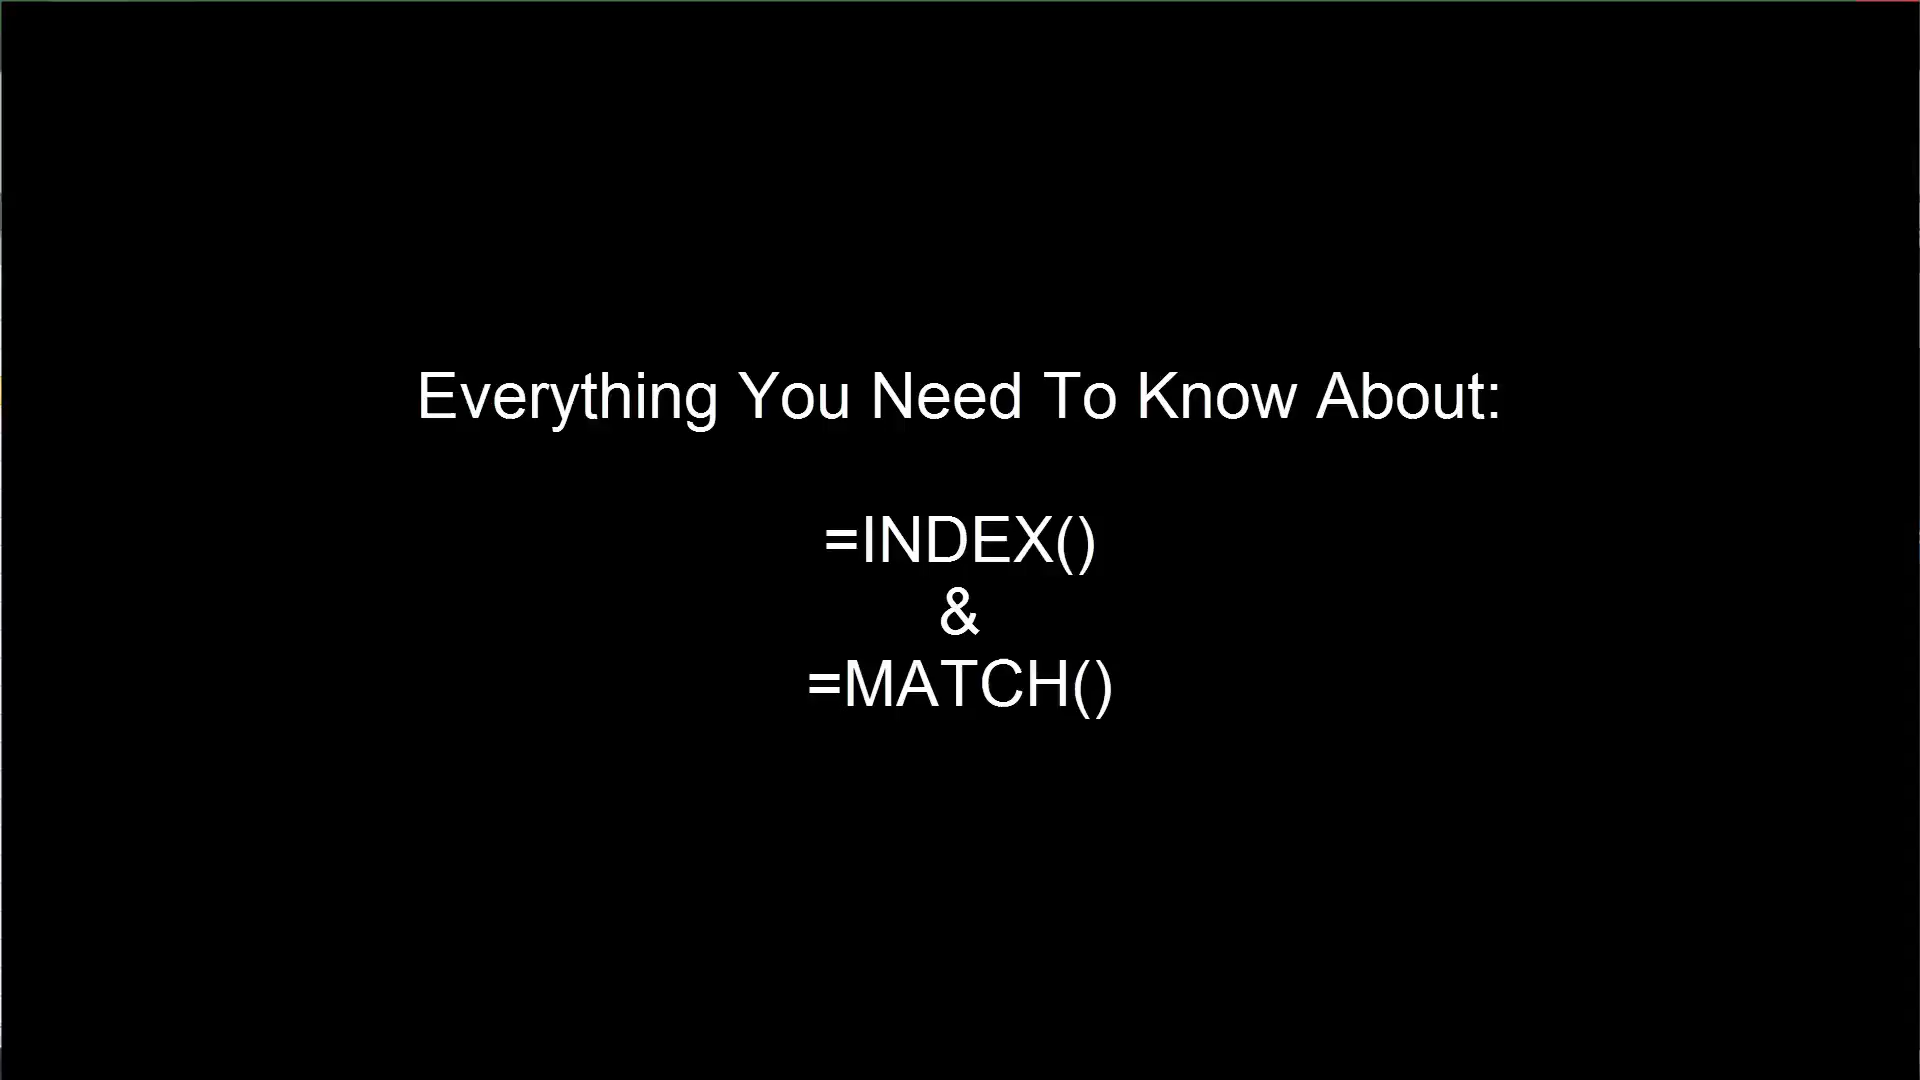 Everything You Need To Know About:
=INDEX()
&
=MATCH()